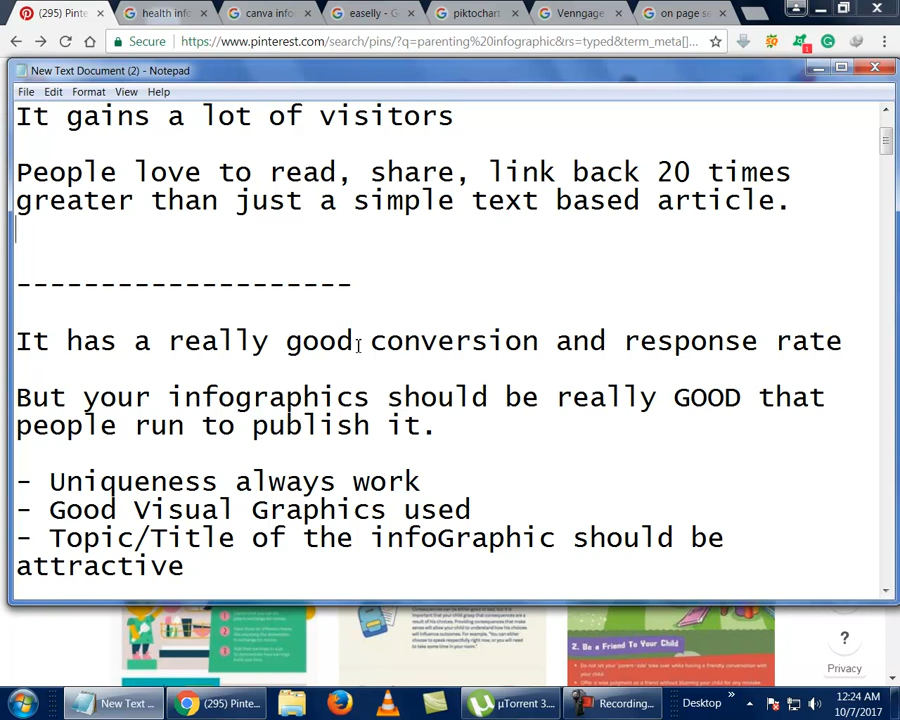 (295) Pinte
health info
canva info
easelly - G
piktochart
Venngage
on page se
Secure
https://www.pinterest.com/search/pins/?q=parenting%20infographic&rs=typed&term_meta[]...
New Text Document (2) - Notepad
File Edit Format View Help
It gains a lot of visitors
People love to read, share, link back 20 times
greater than just a simple text based article.
--------------------
It has a really good conversion and response rate
But your infographics should be really GOOD that
people run to publish it.
- Uniqueness always work
- Good Visual Graphics used
- Topic/Title of the infoGraphic should be
attractive
2. Be a Friend To Your Child
?
Privacy
New Text ...
(295) Pinte...
µTorrent 3....
Recording...
Desktop
12:24 AM
10/7/2017